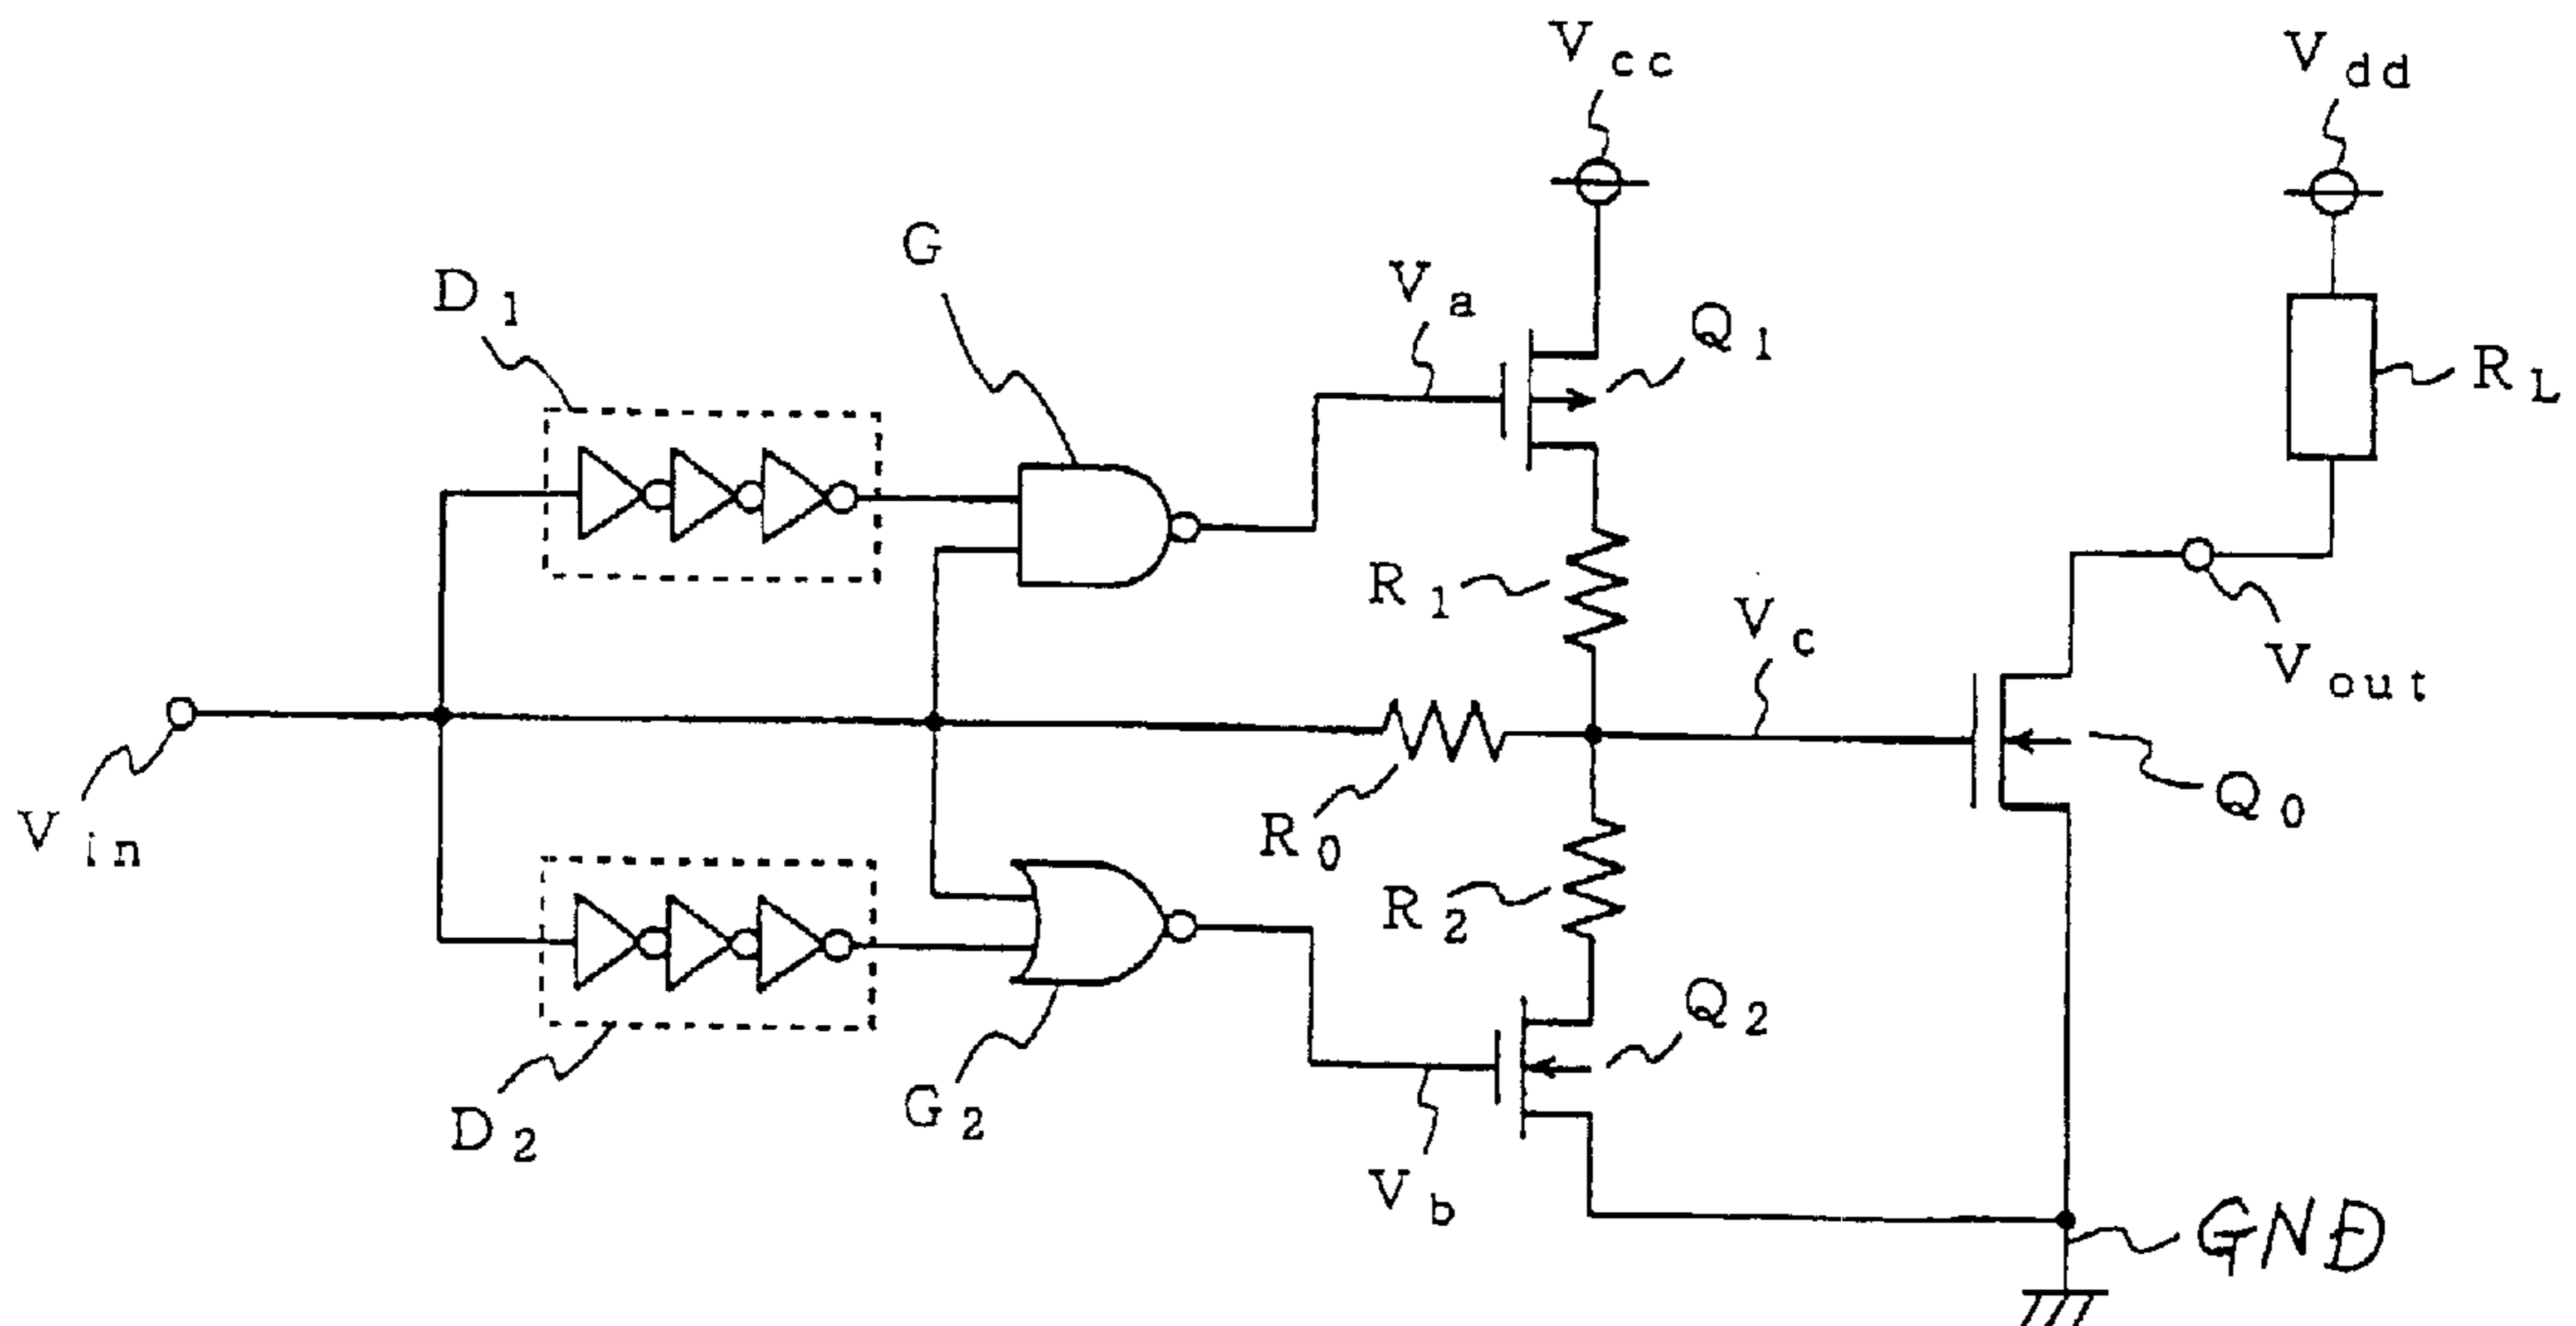 Vcc
Vdd
G
D1
Va
Q1
RL
R1
Vc
Vout
Vin
R0
Q0
R2
Q2
G2
D2
Vb
GND